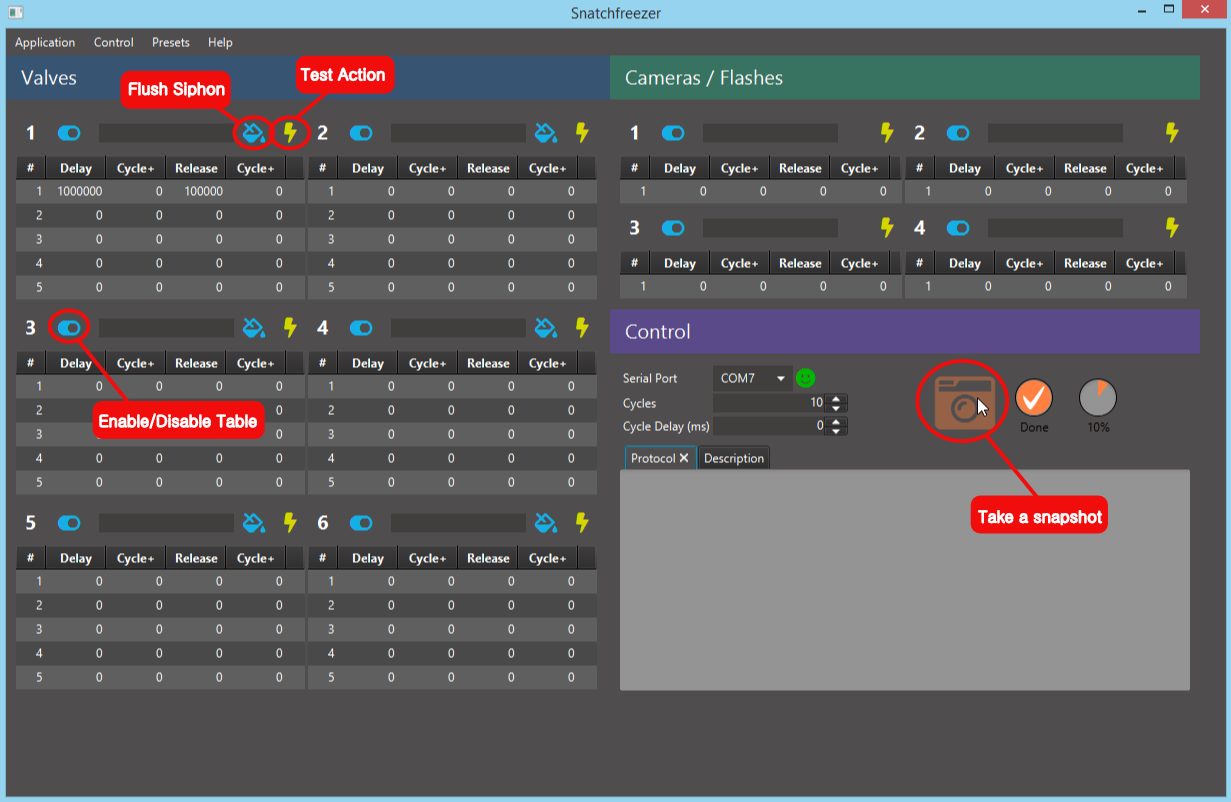 Snatchfreezer
Application Control Presets Help
Valves
Cameras / Flashes
Flush Siphon
Test Action
1
# Delay Cycle+ Release Cycle+
1 1000000 0 100000 0
2 0 0 0 0
3 0 0 0 0
4 0 0 0 0
5 0 0 0 0
2
# Delay Cycle+ Release Cycle+
1 0 0 0 0
2 0 0 0 0
3 0 0 0 0
4 0 0 0 0
5 0 0 0 0
3
# Delay Cycle+ Release Cycle+
1 0 0 0 0
2 0 0 0
Enable/Disable Table
3 0 0 0
4 0 0 0 0
5 0 0 0 0
4
# Delay Cycle+ Release Cycle+
1 0 0 0 0
2 0 0 0 0
3 0 0 0 0
4 0 0 0 0
5 0 0 0 0
5
# Delay Cycle+ Release Cycle+
1 0 0 0 0
2 0 0 0 0
3 0 0 0 0
4 0 0 0 0
5 0 0 0 0
6
# Delay Cycle+ Release Cycle+
1 0 0 0 0
2 0 0 0 0
3 0 0 0 0
4 0 0 0 0
5 0 0 0 0
1
# Delay Cycle+ Release Cycle+
1 0 0 0 0
2
# Delay Cycle+ Release Cycle+
1 0 0 0 0
3
# Delay Cycle+ Release Cycle+
1 0 0 0 0
4
# Delay Cycle+ Release Cycle+
1 0 0 0 0
Control
Serial Port COM7
Cycles 10
Cycle Delay (ms) 0
Done
10%
Protocol Description
Take a snapshot